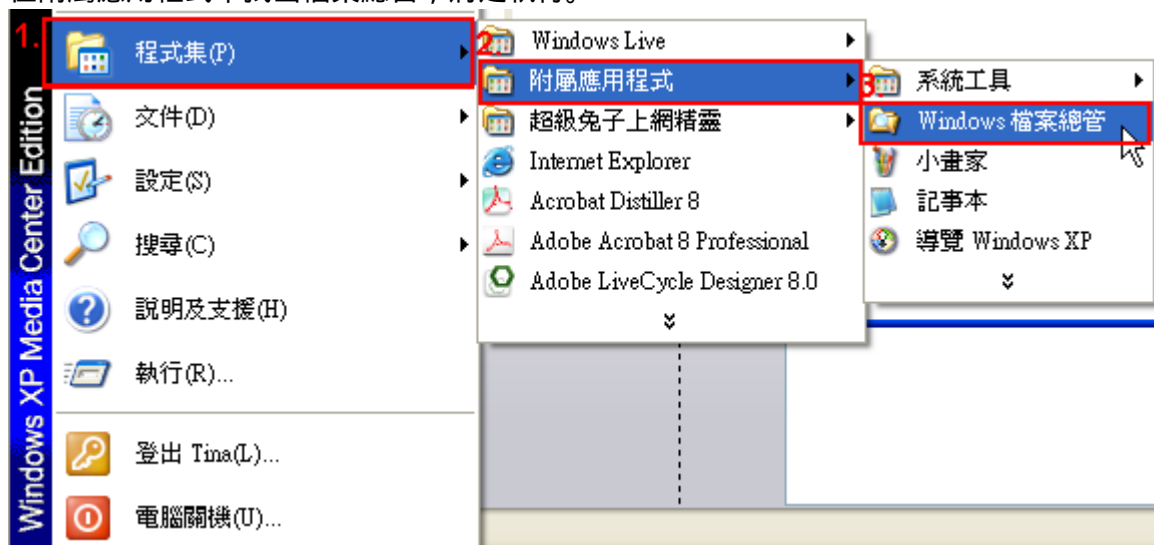 1.
程式集(P)
文件(D)
設定(S)
搜尋(C)
說明及支援(H)
執行(R)...
登出 Tina(L)...
電腦關機(U)...
Windows XP Media Center Edition
2
Windows Live
附屬應用程式
超級兔子上網精靈
Internet Explorer
Acrobat Distiller 8
Adobe Acrobat 8 Professional
Adobe LiveCycle Designer 8.0
3
系統工具
Windows 檔案總管
小畫家
記事本
導覽 Windows XP